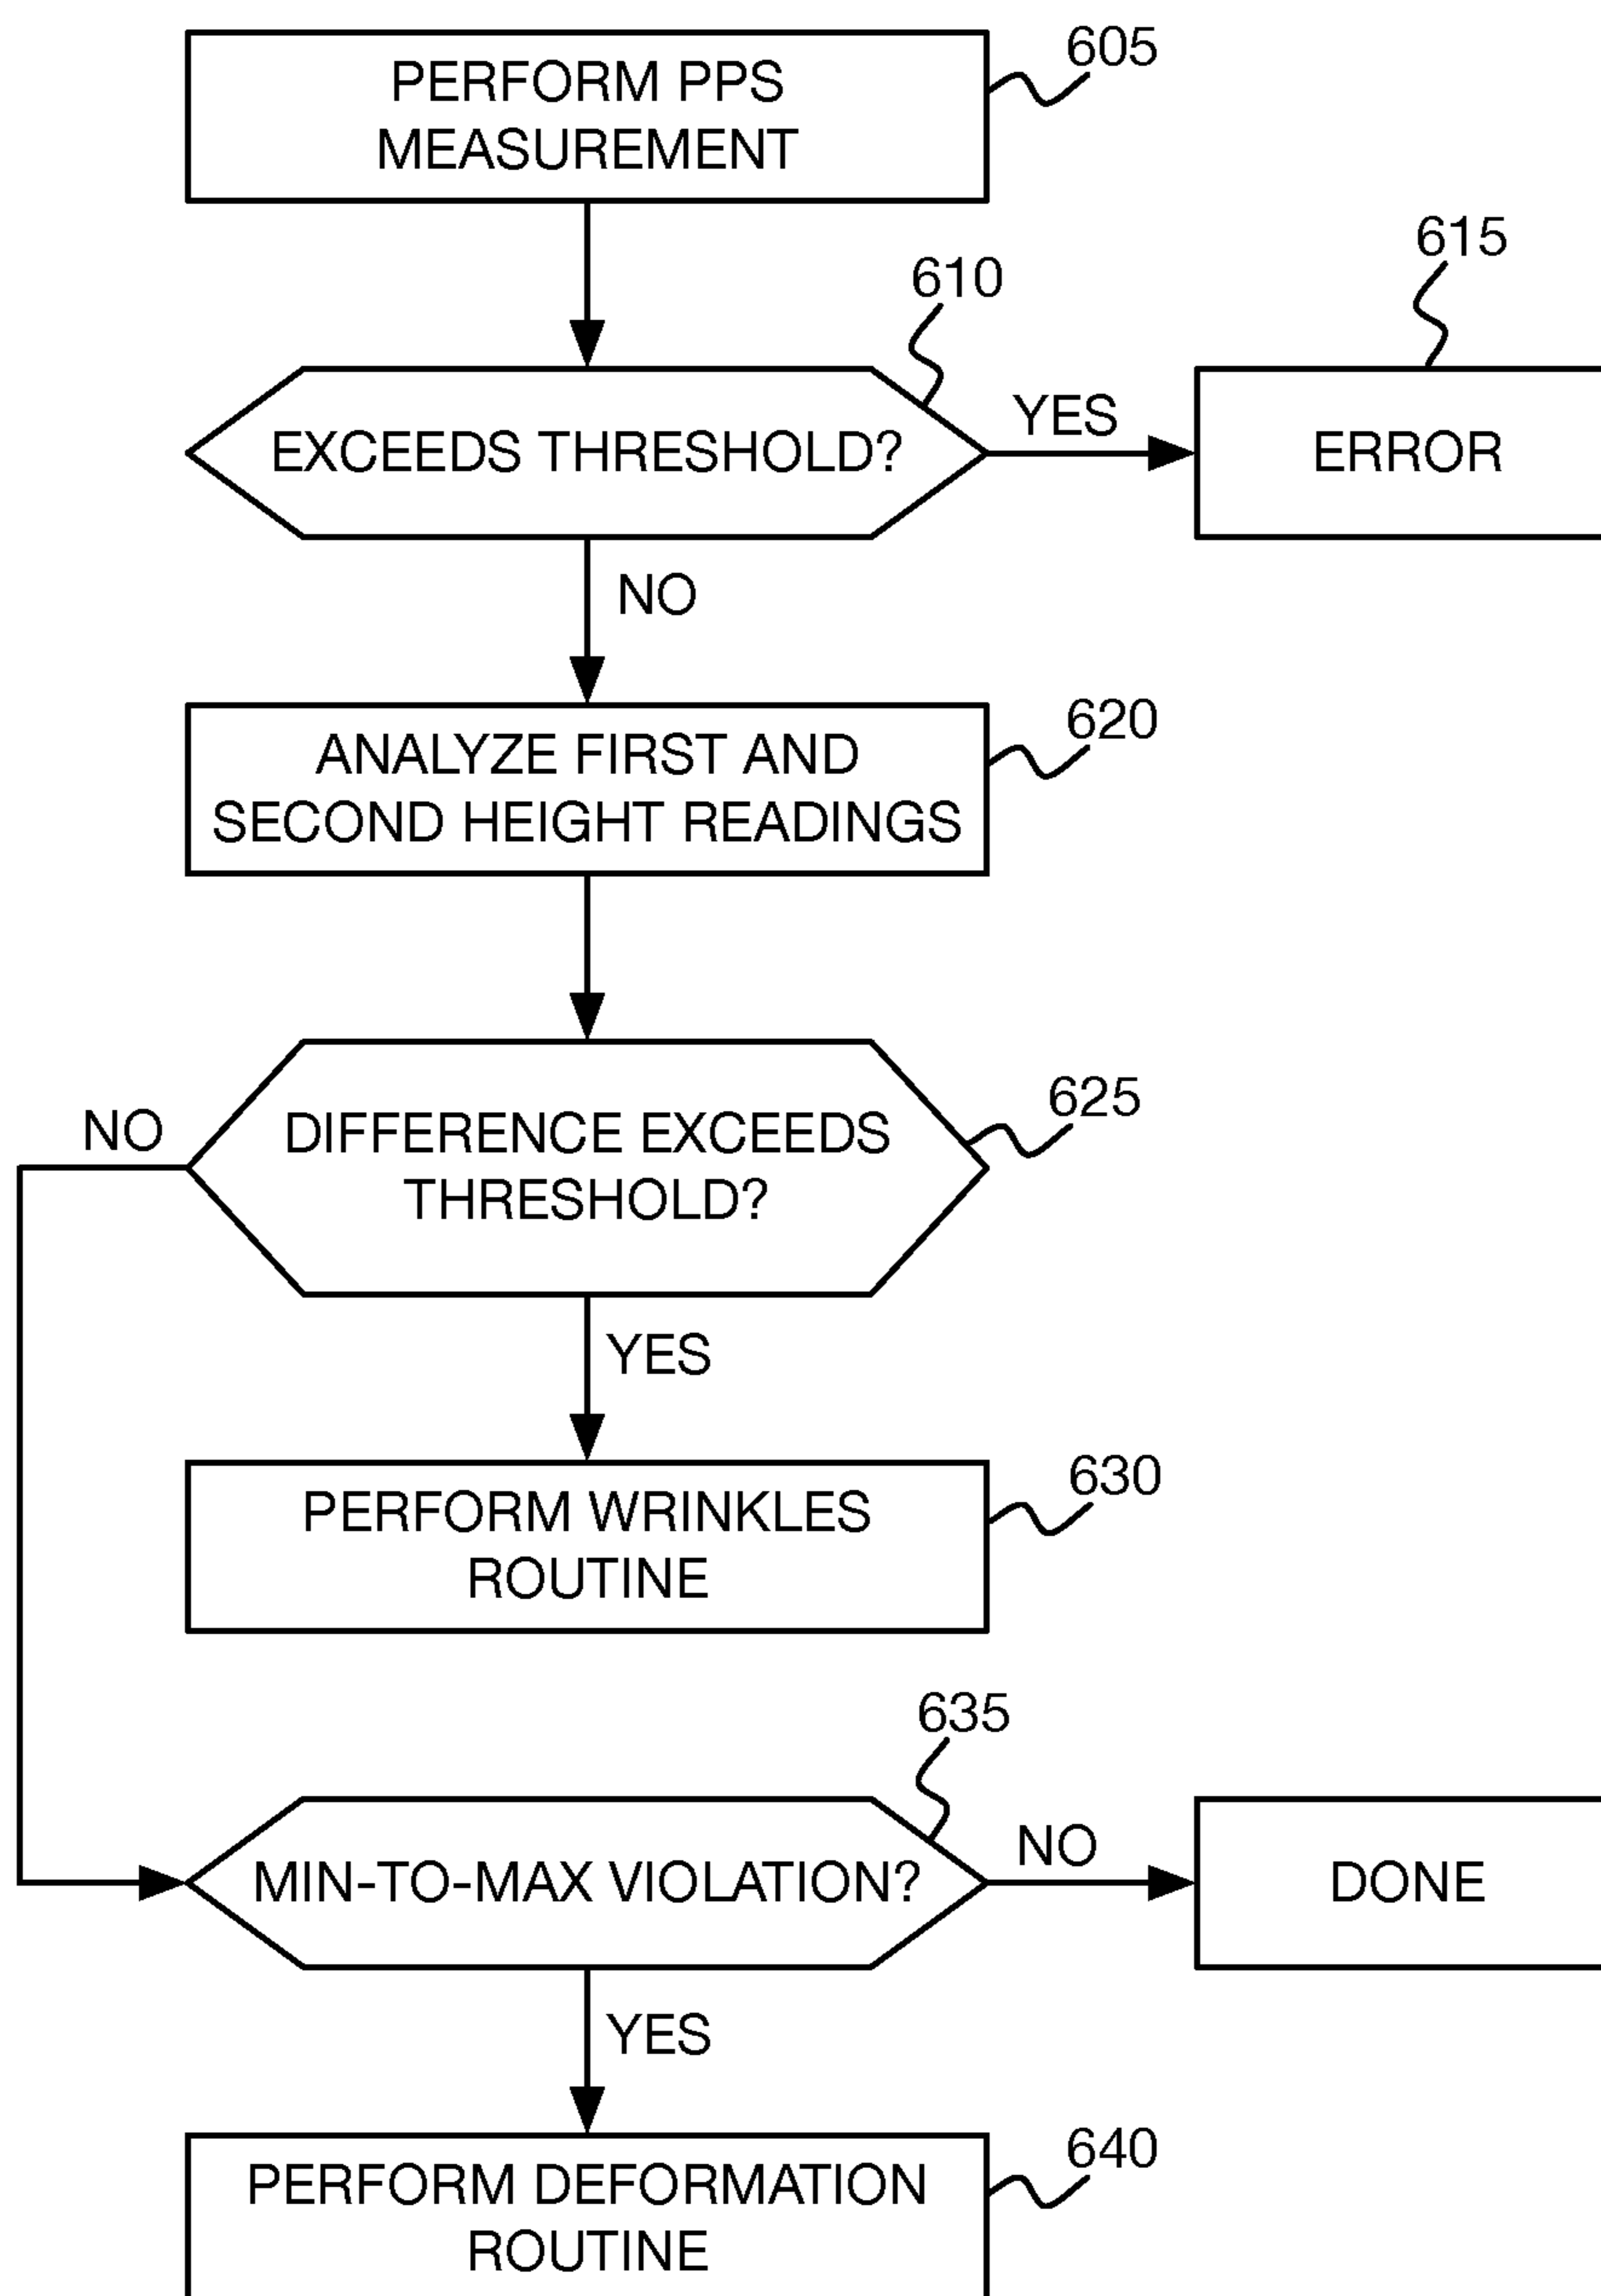 PERFORM PPS
MEASUREMENT
605
610
615
EXCEEDS THRESHOLD?
YES
ERROR
NO
ANALYZE FIRST AND
SECOND HEIGHT READINGS
620
DIFFERENCE EXCEEDS
THRESHOLD?
625
NO
YES
PERFORM WRINKLES
ROUTINE
630
635
MIN-TO-MAX VIOLATION?
NO
DONE
YES
PERFORM DEFORMATION
ROUTINE
640